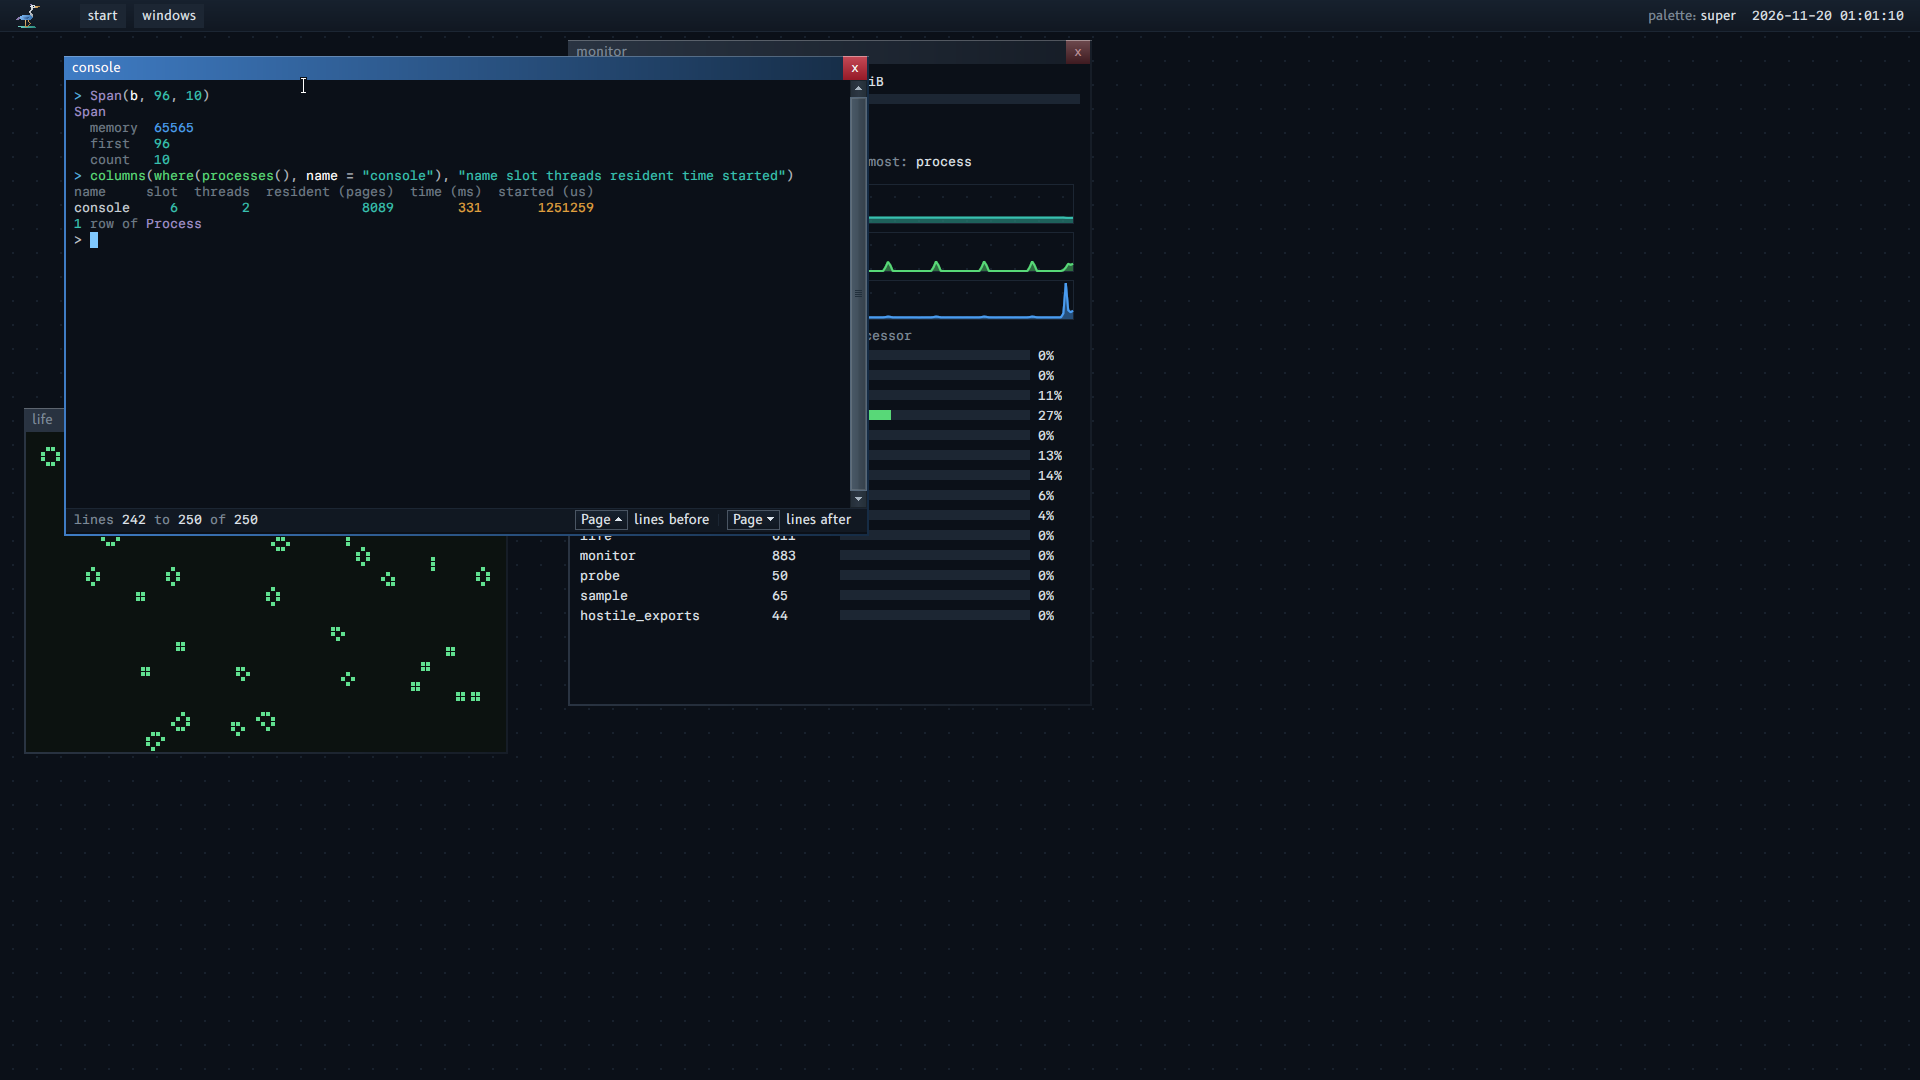 start windows palette: super 2026-11-20 01:01:10
monitor x
console x
iB
> Span(b, 96, 10)
Span
memory 65565
first 96
count 10
most: process
> columns(where(processes(), name = "console"), "name slot threads resident time started")
name slot threads resident (pages) time (ms) started (us)
console 6 2 8089 331 1251259
1 row of Process
>
cessor
0%
0%
11%
27%
0%
13%
14%
6%
4%
0%
life
lines 242 to 250 of 250 Page lines before Page lines after
monitor 883 0%
probe 50 0%
sample 65 0%
hostile_exports 44 0%